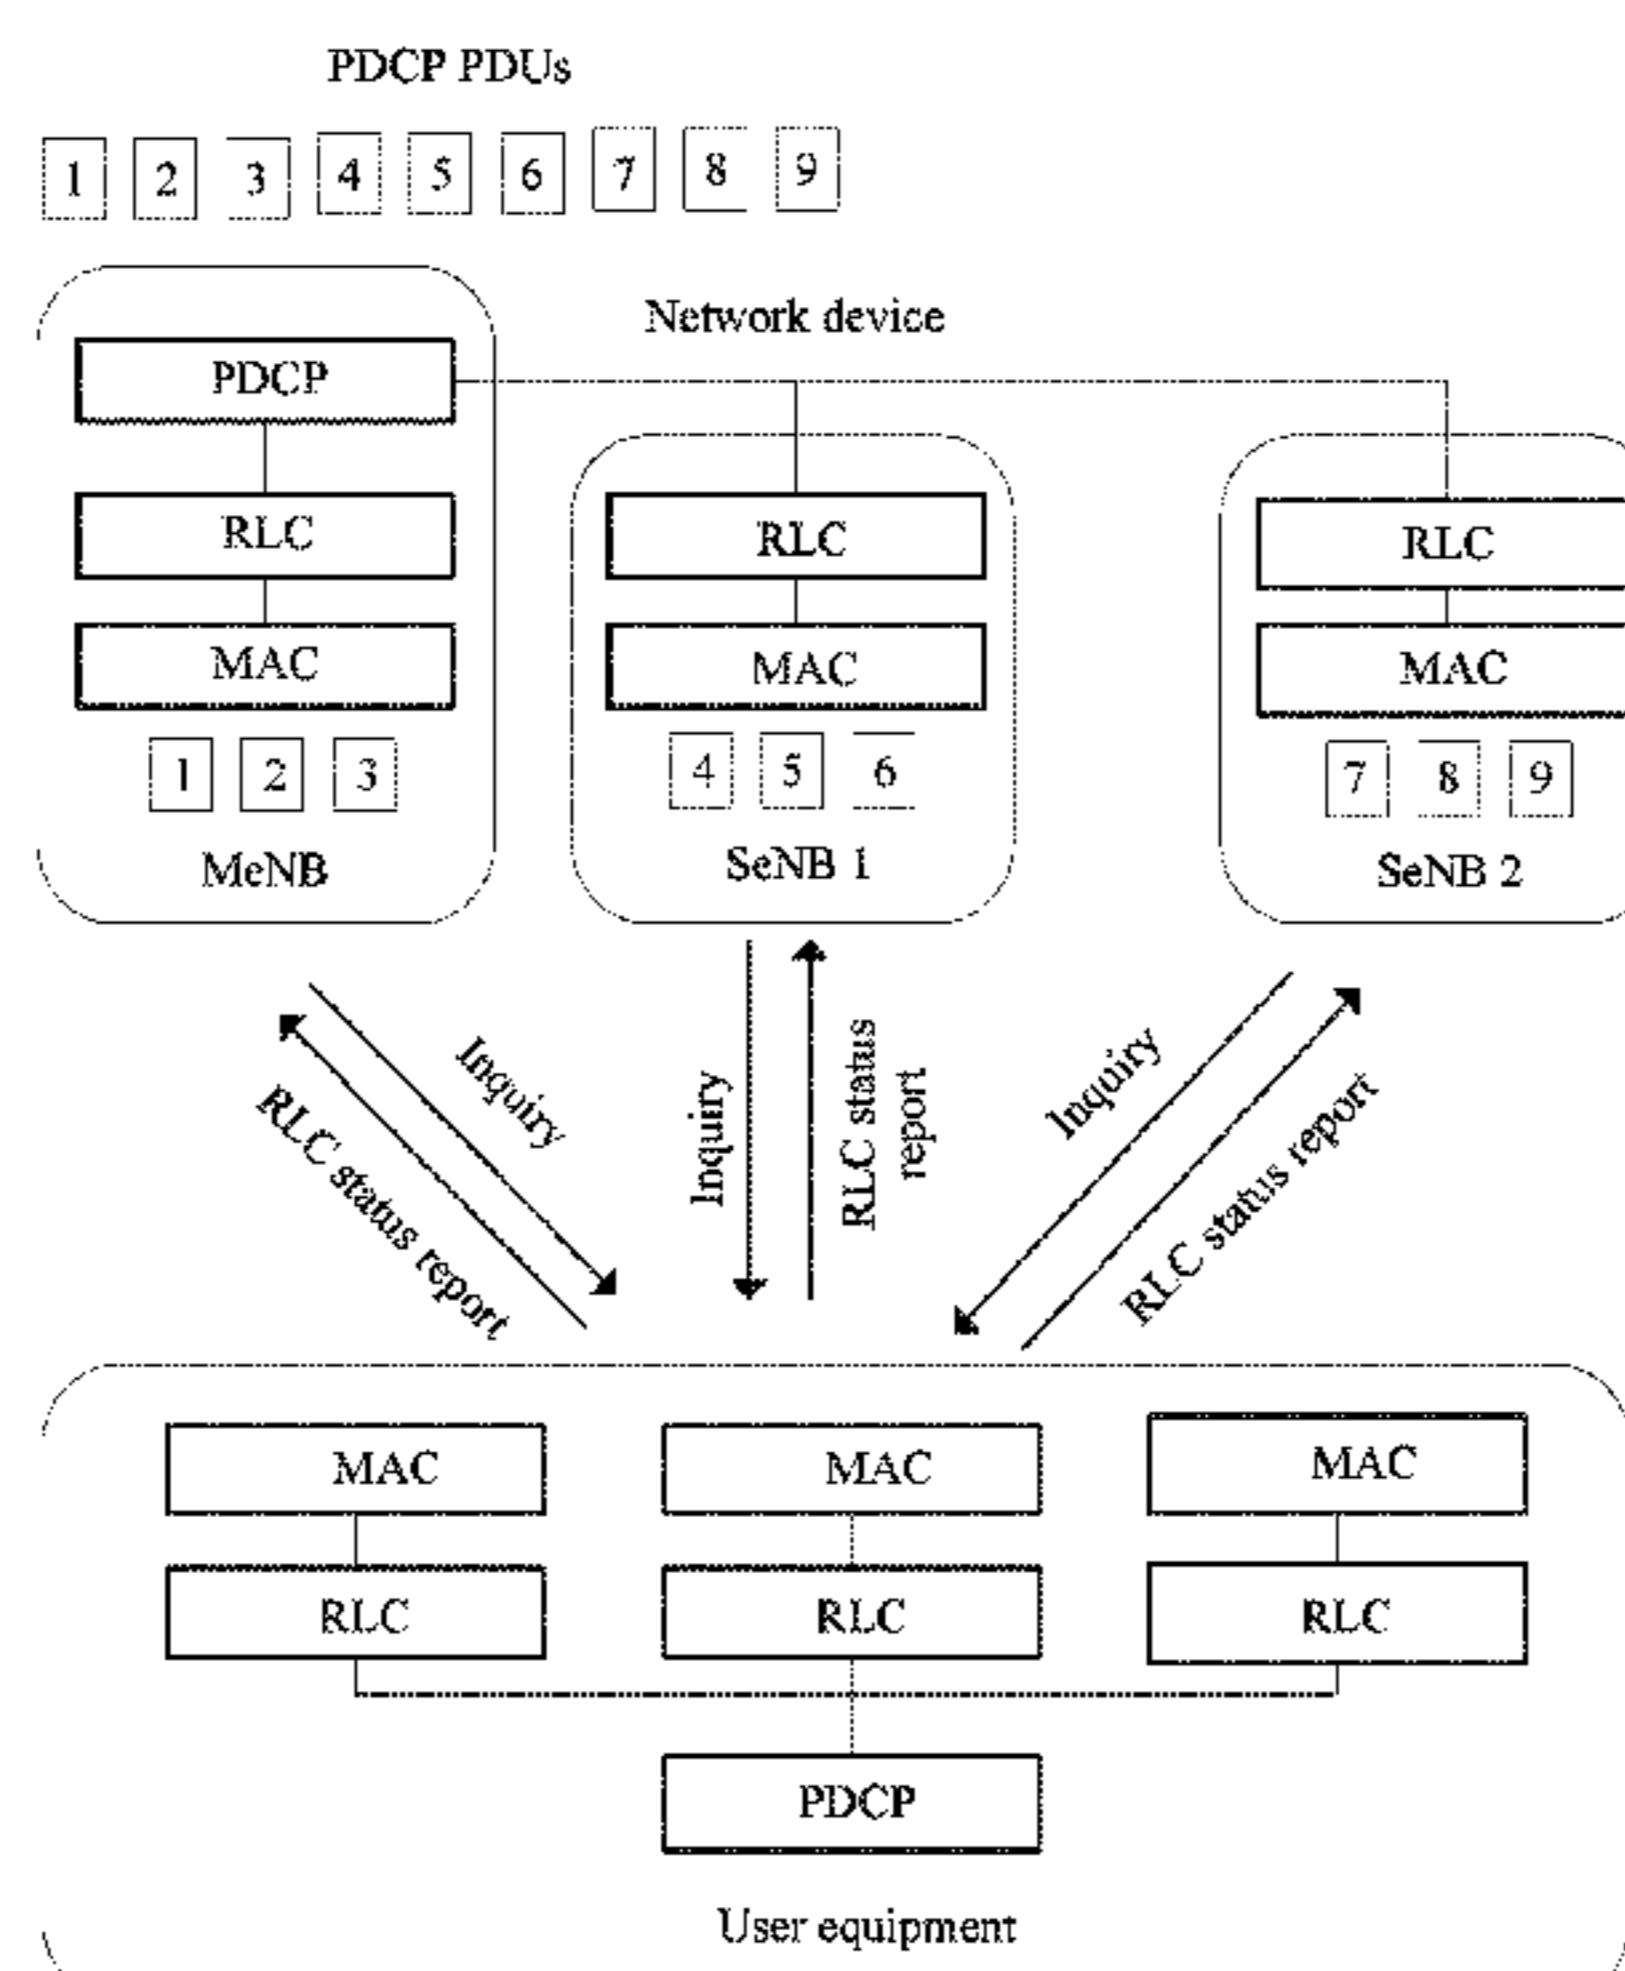 PDCP PDUs
1 2 3 4 5 6 7 8 9
Network device
PDCP
RLC
MAC
1 2 3
MeNB
RLC
MAC
4 5 6
SeNB 1
RLC
MAC
7 8 9
SeNB 2
Inquiry
RLC status report
Inquiry
RLC status
report
Inquiry
RLC status report
MAC
MAC
MAC
RLC
RLC
RLC
PDCP
User equipment